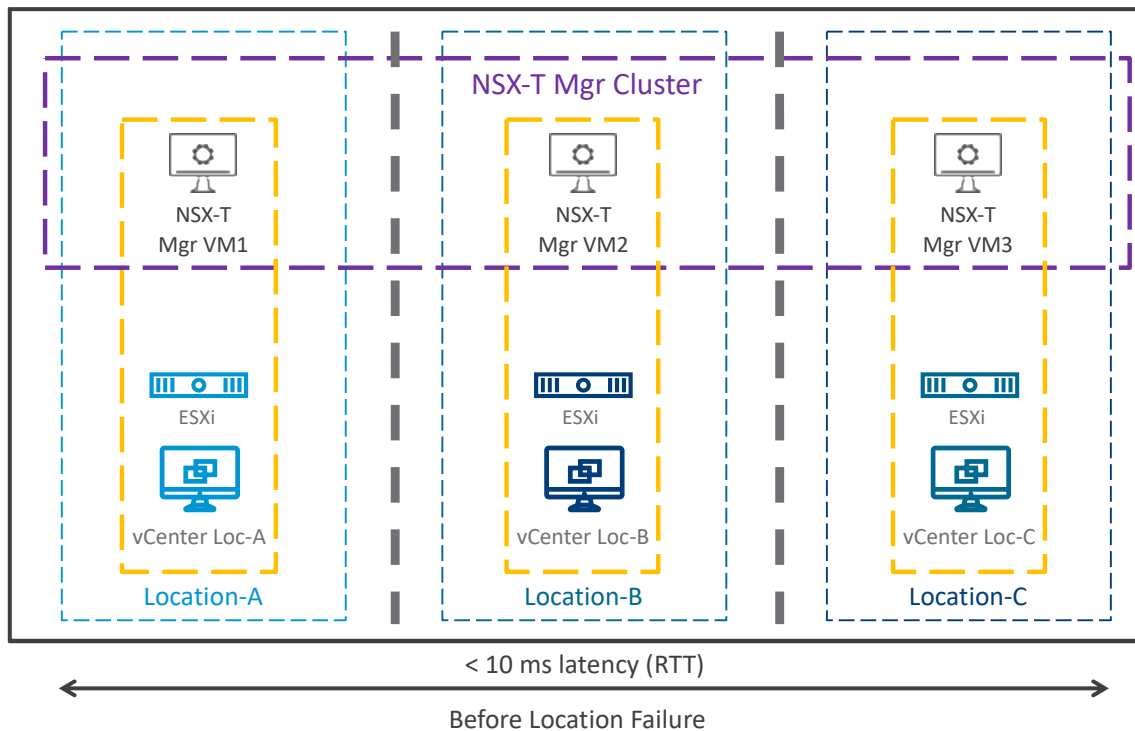 NSX-T Mgr Cluster
NSX-T
Mgr VM1
NSX-T
Mgr VM2
NSX-T
Mgr VM3
ESXi
ESXi
ESXi
vCenter Loc-A
vCenter Loc-B
vCenter Loc-C
Location-A
Location-B
Location-C
< 10 ms latency (RTT)
Before Location Failure